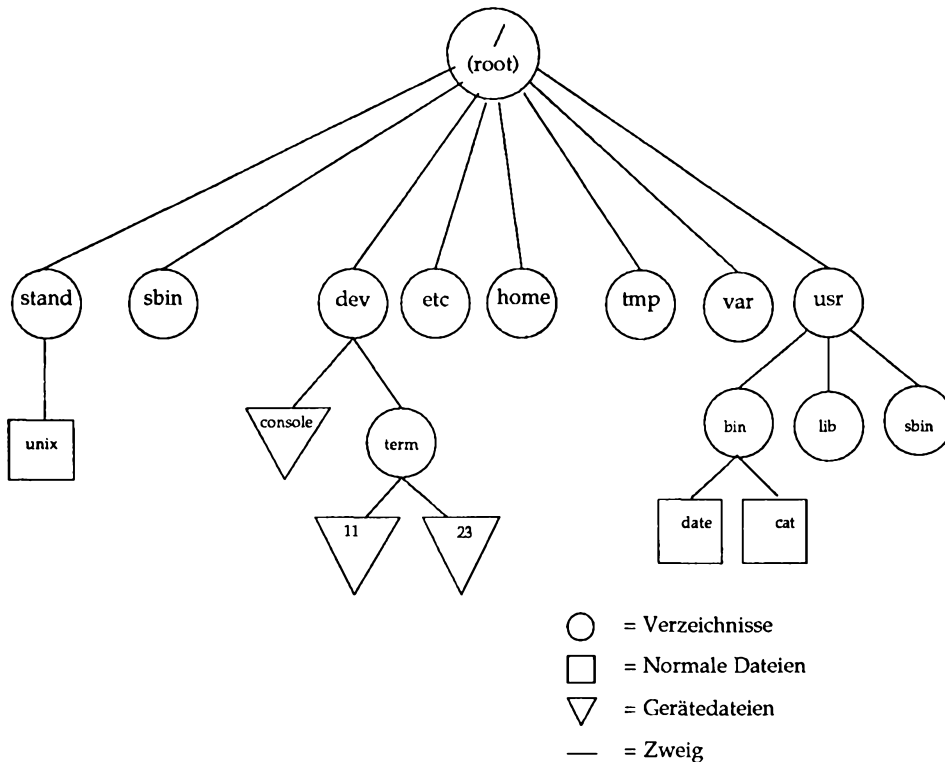 /
(root)
stand
sbin
dev
etc
home
tmp
var
usr
unix
console
term
bin
lib
sbin
11
23
date
cat
= Verzeichnisse
= Normale Dateien
= Gerätedateien
= Zweig